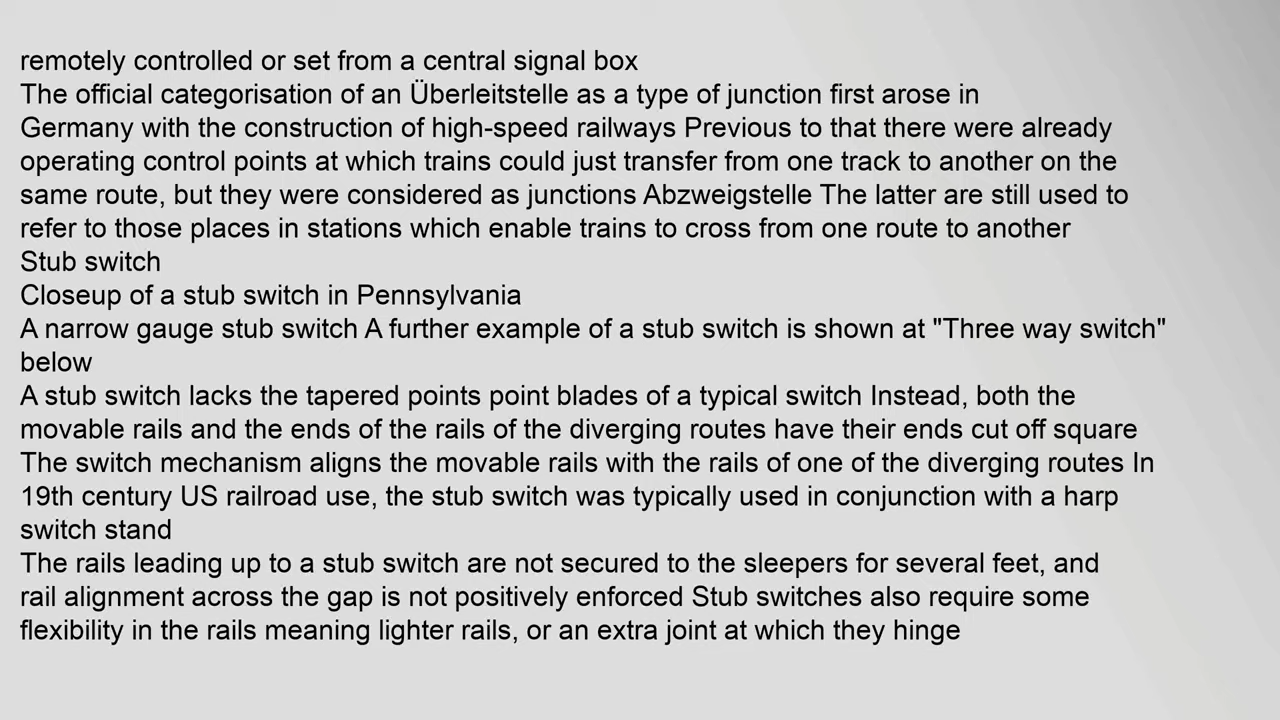 remotely controlled or set from a central signal box
The official categorisation of an Überleitstelle as a type of junction first arose in
Germany with the construction of high-speed railways Previous to that there were already
operating control points at which trains could just transfer from one track to another on the
same route, but they were considered as junctions Abzweigstelle The latter are still used to
refer to those places in stations which enable trains to cross from one route to another
Stub switch
Closeup of a stub switch in Pennsylvania
A narrow gauge stub switch A further example of a stub switch is shown at "Three way switch"
below
A stub switch lacks the tapered points point blades of a typical switch Instead, both the
movable rails and the ends of the rails of the diverging routes have their ends cut off square
The switch mechanism aligns the movable rails with the rails of one of the diverging routes In
19th century US railroad use, the stub switch was typically used in conjunction with a harp
switch stand
The rails leading up to a stub switch are not secured to the sleepers for several feet, and
rail alignment across the gap is not positively enforced Stub switches also require some
flexibility in the rails meaning lighter rails, or an extra joint at which they hinge